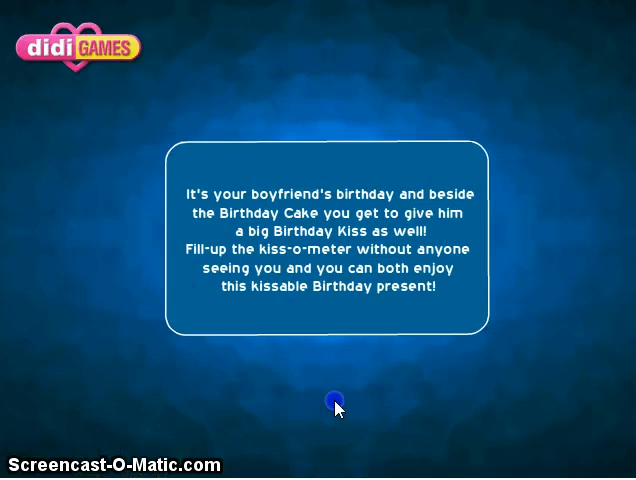 didi GAMES
It's your boyfriend's birthday and beside
the Birthday Cake you get to give him
a big Birthday Kiss as well!
Fill-up the kiss-o-meter without anyone
seeing you and you can both enjoy
this kissable Birthday present!
Screencast-O-Matic.com